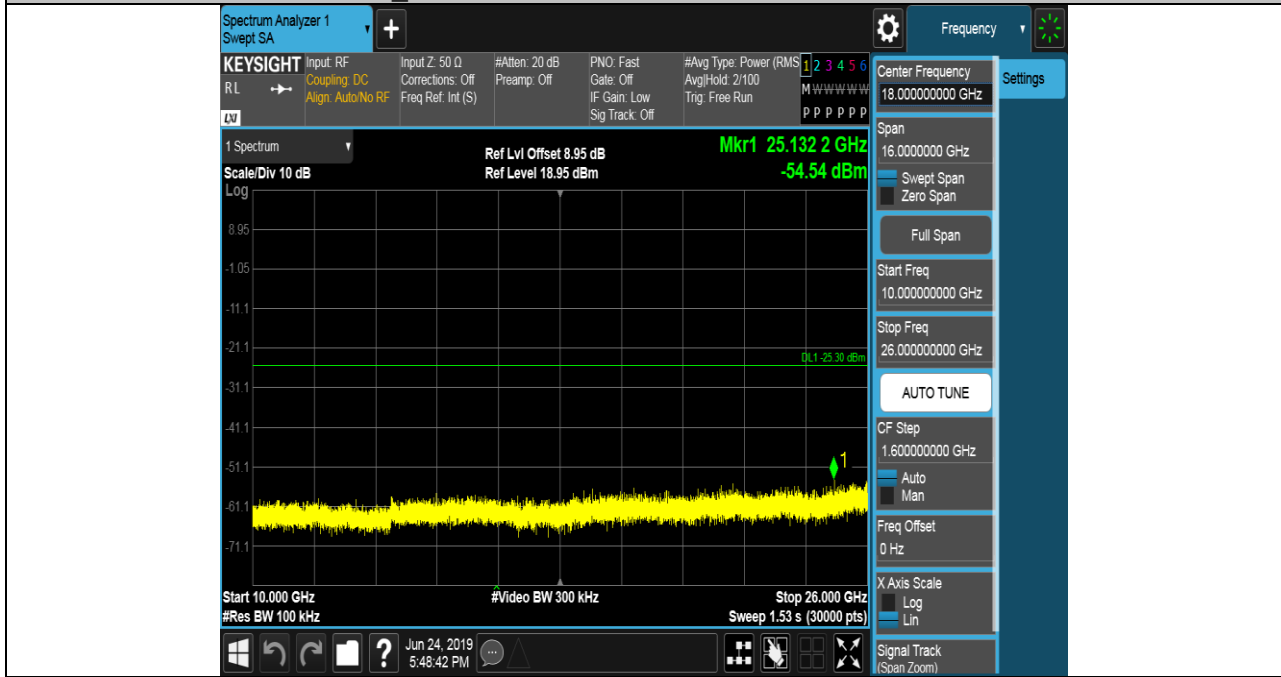 Spectrum Analyzer 1
Swept SA
+
Frequency
KEYSIGHT
RL
LXI
Input: RF
Coupling: DC
Align: Auto/No RF
Input Z: 50 Ω
Corrections: Off
Freq Ref: Int (S)
#Atten: 20 dB
Preamp: Off
PNO: Fast
Gate: Off
IF Gain: Low
Sig Track: Off
#Avg Type: Power (RMS
Avg|Hold: 2/100
Trig: Free Run
1 2 3 4 5 6
M W W W W W
P P P P P P
1 Spectrum
Scale/Div 10 dB
Log
Ref Lvl Offset 8.95 dB
Ref Level 18.95 dBm
Mkr1 25.132 2 GHz
-54.54 dBm
8.95
-1.05
-11.1
-21.1
DL1 -25.30 dBm
-31.1
-41.1
-51.1
1
-61.1
-71.1
Start 10.000 GHz
#Res BW 100 kHz
#Video BW 300 kHz
Stop 26.000 GHz
Sweep 1.53 s (30000 pts)
?
Jun 24, 2019
5:48:42 PM
Center Frequency
18.000000000 GHz
Settings
Span
16.0000000 GHz
Swept Span
Zero Span
Full Span
Start Freq
10.000000000 GHz
Stop Freq
26.000000000 GHz
AUTO TUNE
CF Step
1.600000000 GHz
Auto
Man
Freq Offset
0 Hz
X Axis Scale
Log
Lin
Signal Track
(Span Zoom)